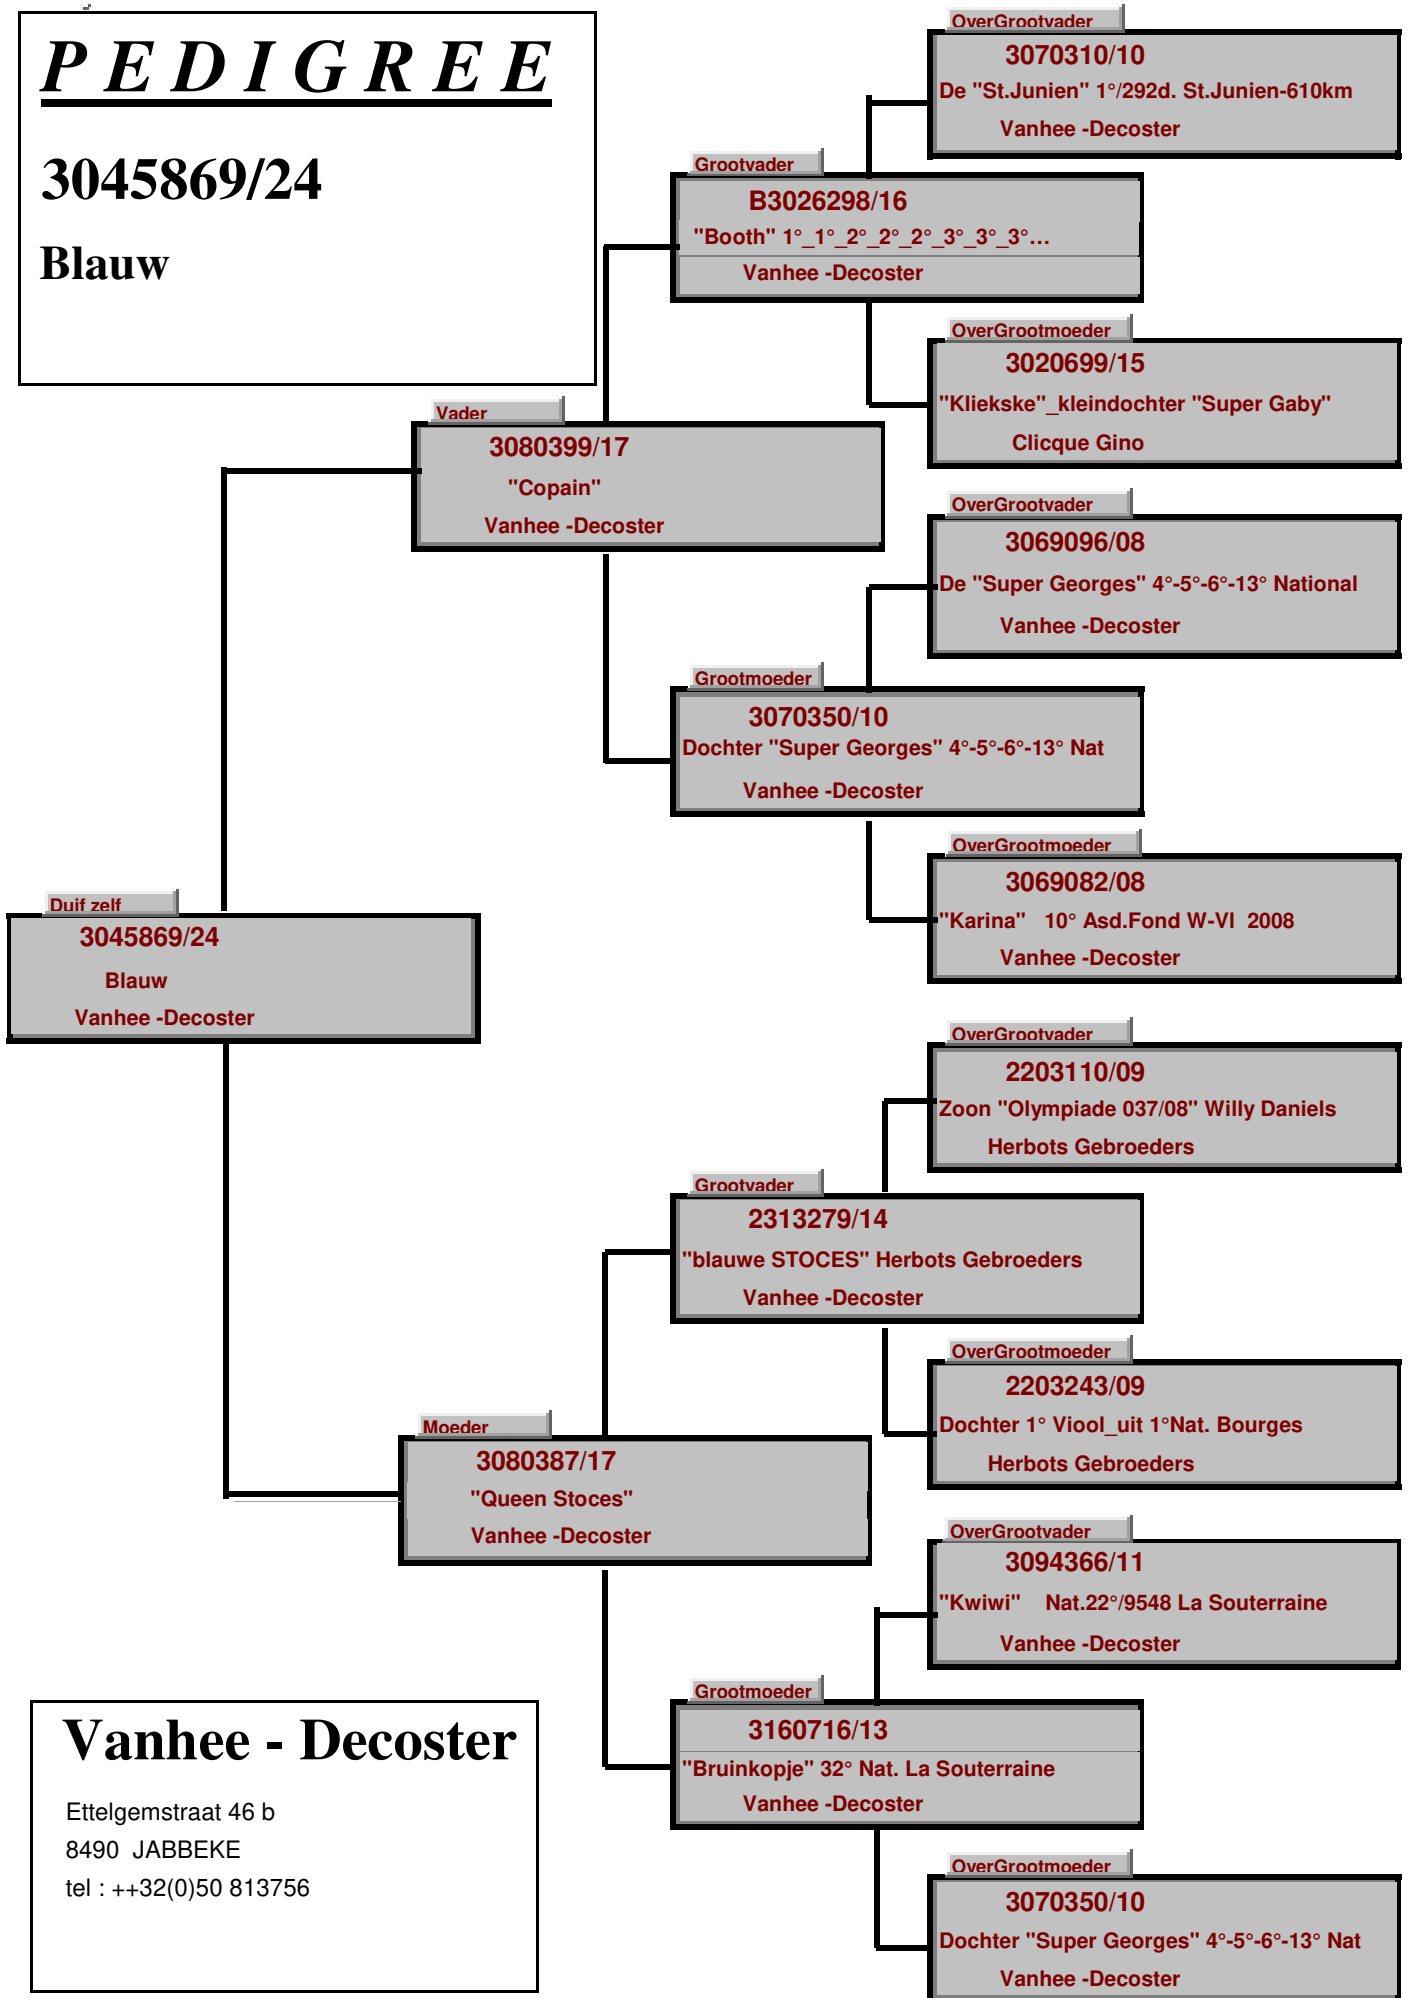 P E D I G R E E
3045869/24
Blauw
OverGrootvader
3070310/10
De "St.Junien" 1°/292d. St.Junien-610km
Vanhee -Decoster
Grootvader
B3026298/16
"Booth" 1°_1°_2°_2°_2°_3°_3°_3°...
Vanhee -Decoster
OverGrootmoeder
3020699/15
"Kliekske"_kleindochter "Super Gaby"
Clicque Gino
Vader
3080399/17
"Copain"
Vanhee -Decoster
OverGrootvader
3069096/08
De "Super Georges" 4°-5°-6°-13° National
Vanhee -Decoster
Grootmoeder
3070350/10
Dochter "Super Georges" 4°-5°-6°-13° Nat
Vanhee -Decoster
OverGrootmoeder
3069082/08
"Karina" 10° Asd.Fond W-Vl 2008
Vanhee -Decoster
Duif zelf
3045869/24
Blauw
Vanhee -Decoster
OverGrootvader
2203110/09
Zoon "Olympiade 037/08" Willy Daniels
Herbots Gebroeders
Grootvader
2313279/14
"blauwe STOCES" Herbots Gebroeders
Vanhee -Decoster
OverGrootmoeder
2203243/09
Dochter 1° Viool_uit 1°Nat. Bourges
Herbots Gebroeders
Moeder
3080387/17
"Queen Stoces"
Vanhee -Decoster
OverGrootvader
3094366/11
"Kwiwi" Nat.22°/9548 La Souterraine
Vanhee -Decoster
Grootmoeder
3160716/13
"Bruinkopje" 32° Nat. La Souterraine
Vanhee -Decoster
OverGrootmoeder
3070350/10
Dochter "Super Georges" 4°-5°-6°-13° Nat
Vanhee -Decoster
Vanhee - Decoster
Ettelgemstraat 46 b
8490 JABBEKE
tel : ++32(0)50 813756